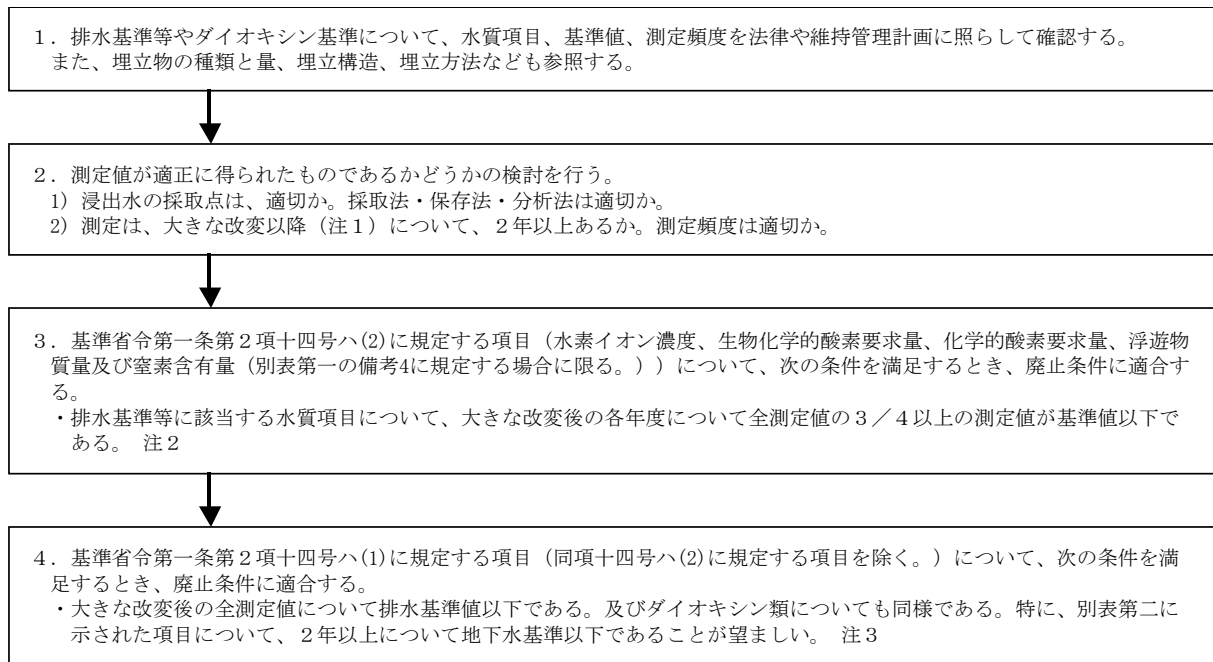 １．排水基準等やダイオキシン基準について、水質項目、基準値、測定頻度を法律や維持管理計画に照らして確認する。
また、埋立物の種類と量、埋立構造、埋立方法なども参照する。
２．測定値が適正に得られたものであるかどうかの検討を行う。
1）浸出水の採取点は、適切か。採取法・保存法・分析法は適切か。
2）測定は、大きな改変以降（注１）について、２年以上あるか。測定頻度は適切か。
３．基準省令第一条第２項十四号ハ(2)に規定する項目（水素イオン濃度、生物化学的酸素要求量、化学的酸素要求量、浮遊物
質量及び窒素含有量（別表第一の備考4に規定する場合に限る。））について、次の条件を満足するとき、廃止条件に適合す
る。
・排水基準等に該当する水質項目について、大きな改変後の各年度について全測定値の３／４以上の測定値が基準値以下で
ある。 注２
４．基準省令第一条第２項十四号ハ(1)に規定する項目（同項十四号ハ(2)に規定する項目を除く。）について、次の条件を満
足するとき、廃止条件に適合する。
・大きな改変後の全測定値について排水基準値以下である。及びダイオキシン類についても同様である。特に、別表第二に
示された項目について、２年以上について地下水基準以下であることが望ましい。 注３